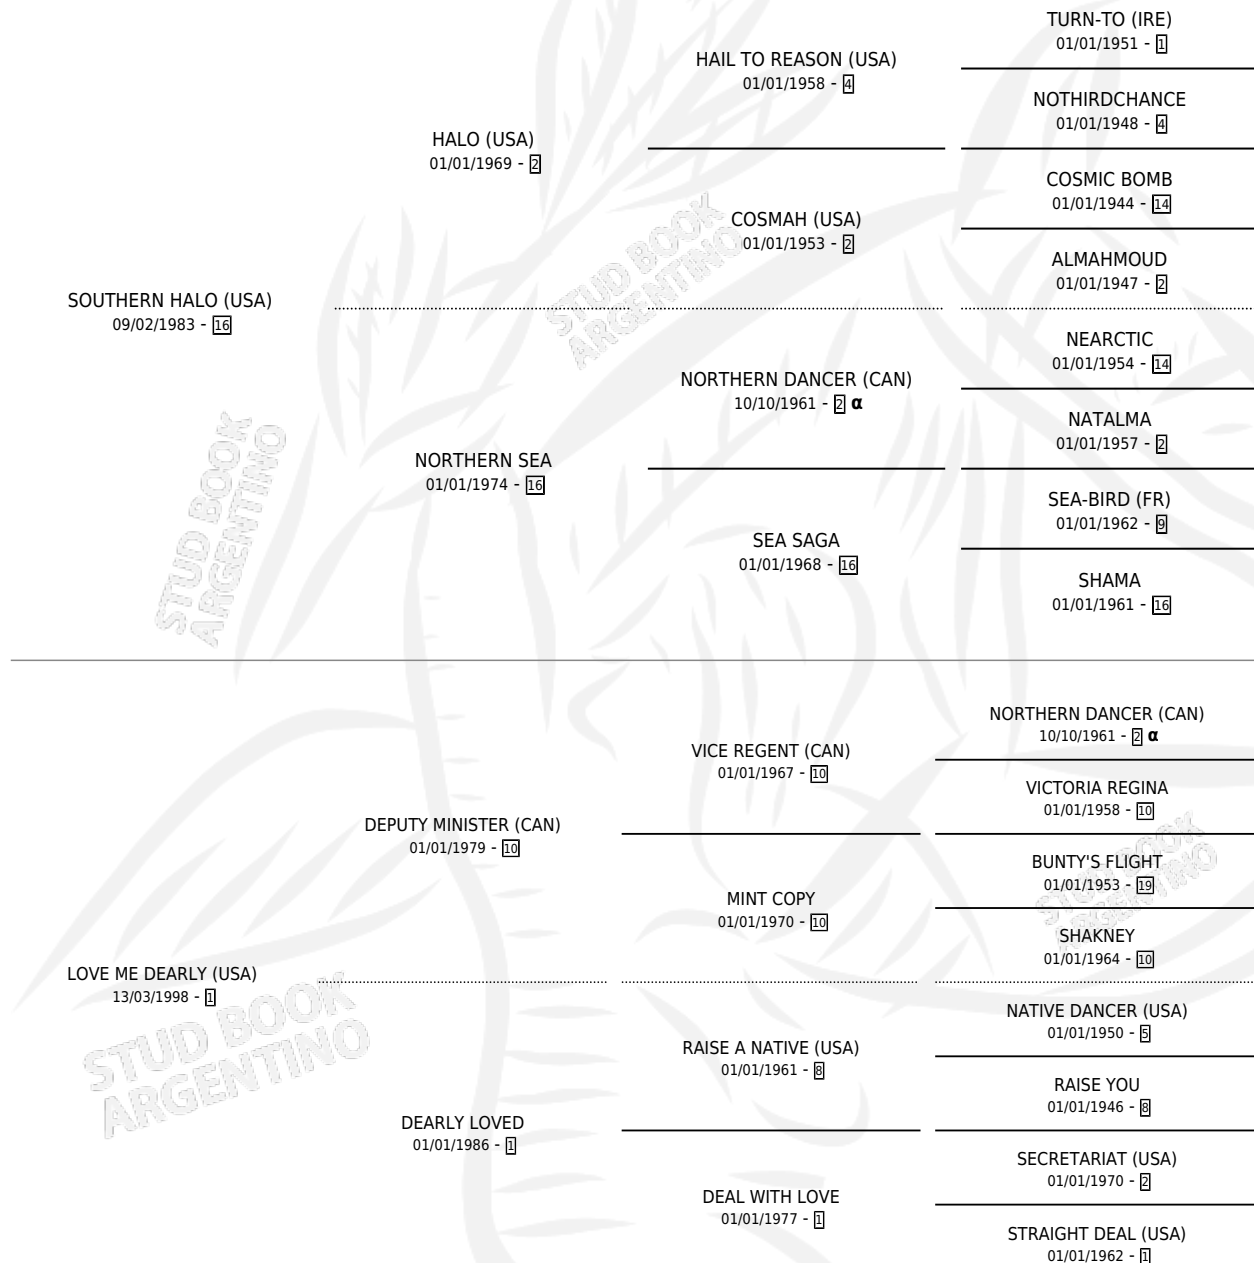 TURN-TO (IRE)
01/01/1951 - 1
HAIL TO REASON (USA)
01/01/1958 - 4
NOTHIRDCHANCE
01/01/1948 - 4
HALO (USA)
01/01/1969 - 2
COSMIC BOMB
01/01/1944 - 14
COSMAH (USA)
01/01/1953 - 2
ALMAHMOUD
01/01/1947 - 2
STUD BOOK
ARGENTINO
SOUTHERN HALO (USA)
09/02/1983 - 16
NEARCTIC
01/01/1954 - 14
NORTHERN DANCER (CAN)
10/10/1961 - 2 α
NATALMA
01/01/1957 - 2
NORTHERN SEA
01/01/1974 - 16
SEA-BIRD (FR)
01/01/1962 - 9
SEA SAGA
01/01/1968 - 16
SHAMA
01/01/1961 - 16
STUD BOOK
ARGENTINO
NORTHERN DANCER (CAN)
10/10/1961 - 2 α
VICE REGENT (CAN)
01/01/1967 - 10
VICTORIA REGINA
01/01/1958 - 10
DEPUTY MINISTER (CAN)
01/01/1979 - 10
BUNTY'S FLIGHT
01/01/1953 - 19
MINT COPY
01/01/1970 - 10
SHAKNEY
01/01/1964 - 10
STUD BOOK
ARGENTINO
LOVE ME DEARLY (USA)
13/03/1998 - 1
STUD BOOK
ARGENTINO
NATIVE DANCER (USA)
01/01/1950 - 5
RAISE A NATIVE (USA)
01/01/1961 - 8
RAISE YOU
01/01/1946 - 8
DEARLY LOVED
01/01/1986 - 1
SECRETARIAT (USA)
01/01/1970 - 2
DEAL WITH LOVE
01/01/1977 - 1
STRAIGHT DEAL (USA)
01/01/1962 - 1